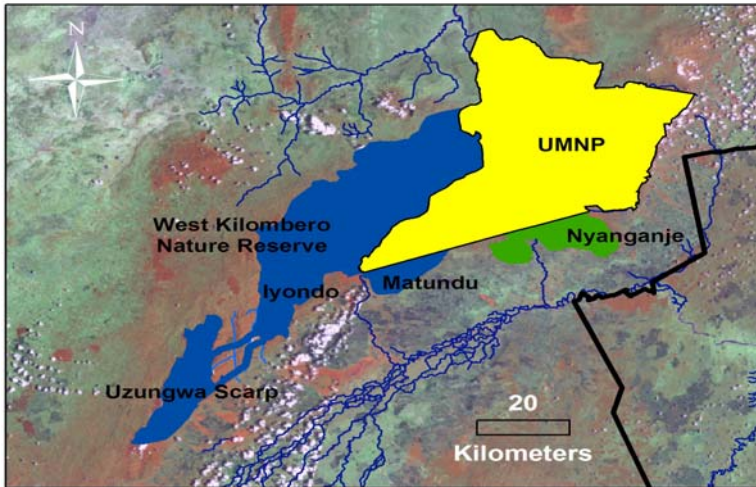 N
UMNP
West Kilombero
Nature Reserve
Nyanganje
Iyondo
Matundu
Uzungwa Scarp
20
Kilometers